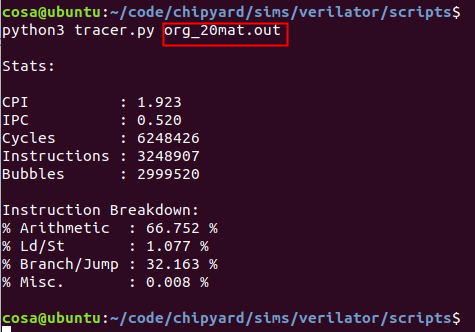 cosa@ubuntu:~/code/chipyard/sims/verilator/scripts$
python3 tracer.py org_20mat.out
Stats:
CPI : 1.923
IPC : 0.520
Cycles : 6248426
Instructions : 3248907
Bubbles : 2999520
Instruction Breakdown:
% Arithmetic : 66.752 %
% Ld/St : 1.077 %
% Branch/Jump : 32.163 %
% Misc. : 0.008 %
cosa@ubuntu:~/code/chipyard/sims/verilator/scripts$